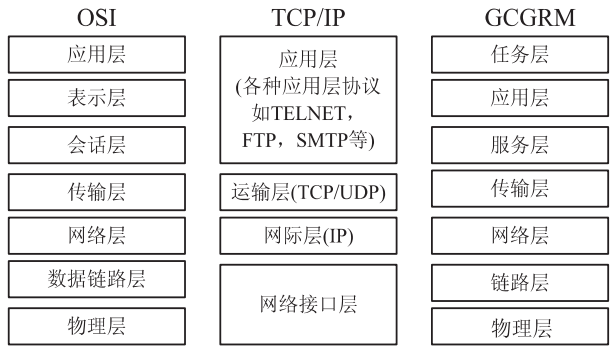 OSI
应用层
表示层
会话层
传输层
网络层
数据链路层
物理层
TCP/IP
应用层
(各种应用层协议
如TELNET，
FTP，SMTP等)
运输层(TCP/UDP)
网际层(IP)
网络接口层
GCGRM
任务层
应用层
服务层
传输层
网络层
链路层
物理层